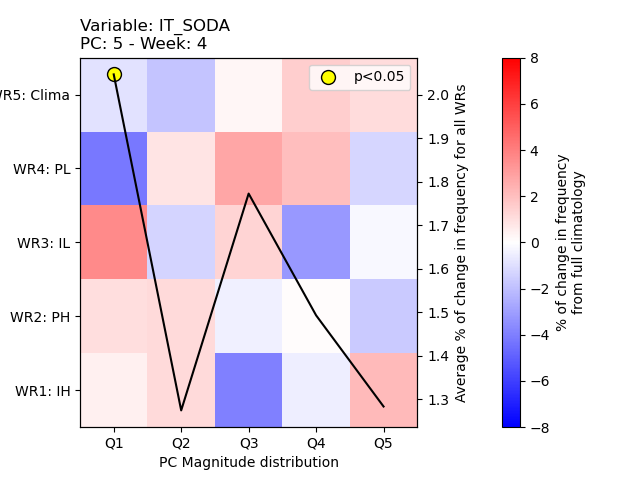 Variable: IT_SODA
PC: 5 - Week: 4
p<0.05
WR5: Clima
WR4: PL
WR3: IL
WR2: PH
WR1: IH
Q1 Q2 Q3 Q4 Q5
PC Magnitude distribution
2.0
1.9
1.8
1.7
1.6
1.5
1.4
1.3
Average % of change in frequency for all WRs
8
6
4
2
0
−2
−4
−6
−8
% of change in frequency
from full climatology